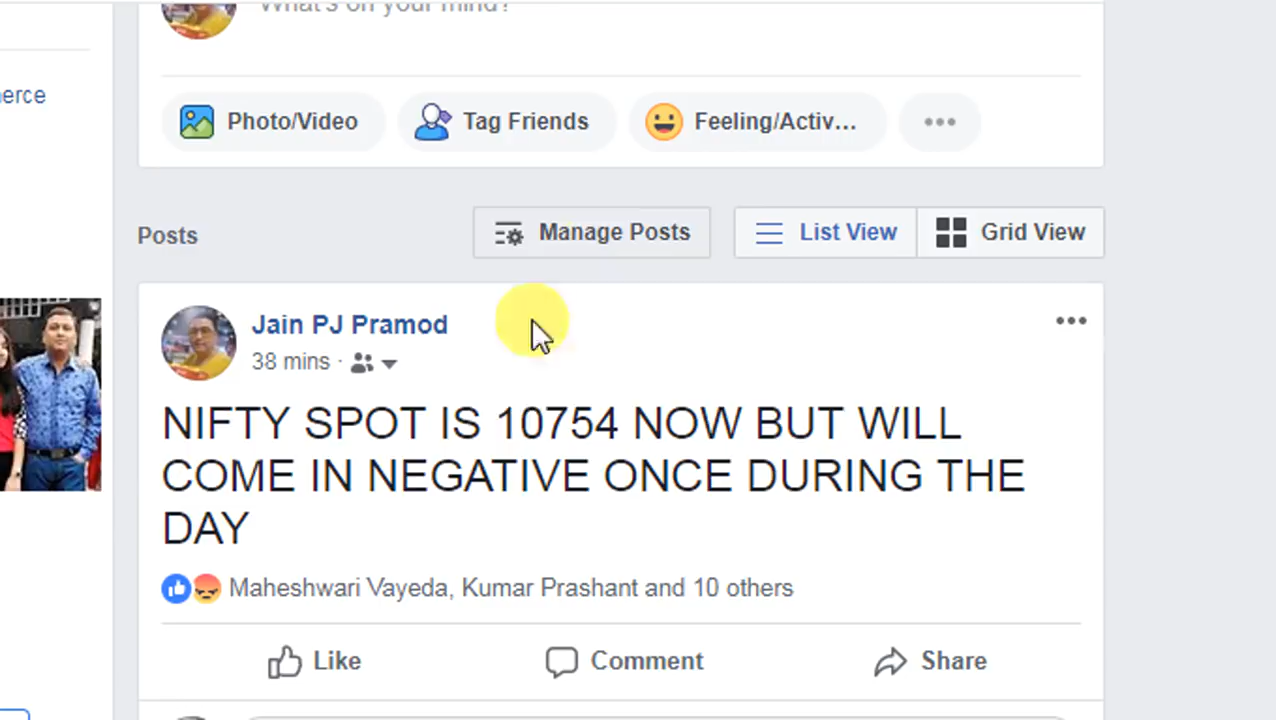 What's on your mind?
erce
Photo/Video Tag Friends Feeling/Activ... •••
Posts Manage Posts List View Grid View
Jain PJ Pramod
38 mins ·
NIFTY SPOT IS 10754 NOW BUT WILL
COME IN NEGATIVE ONCE DURING THE
DAY
Maheshwari Vayeda, Kumar Prashant and 10 others
Like Comment Share